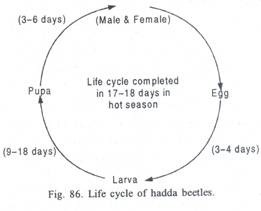 (3-6 days)
(Male & Female)
Life cycle completed
in 17-18 days in
hot season
Pupa
Egg
(9-18 days)
(3-4 days)
Larva
Fig. 86. Life cycle of hadda beetles.